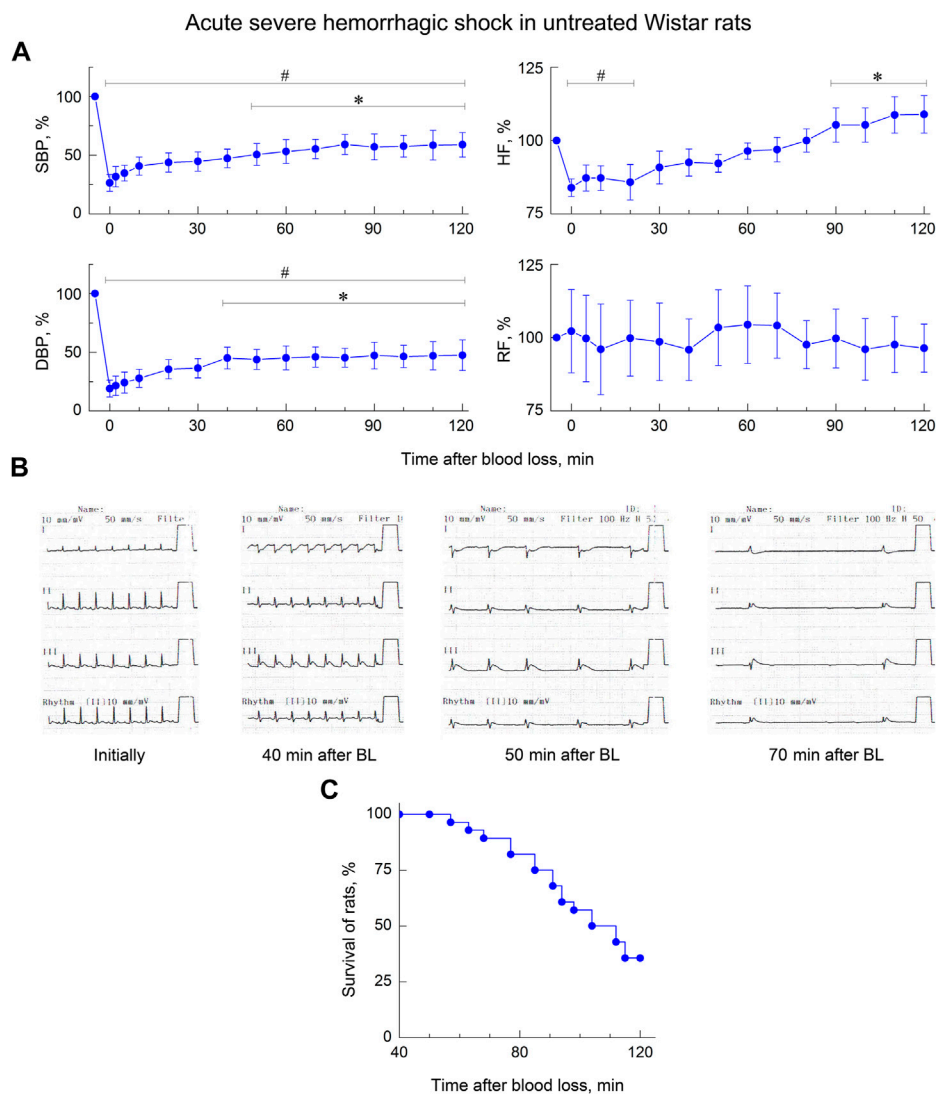 Acute severe hemorrhagic shock in untreated Wistar rats
A
SBP, %
100
50
0
0 30 60 90 120
#
*
HF, %
125
100
75
0 30 60 90 120
#
*
DBP, %
100
50
0
0 30 60 90 120
#
*
RF, %
125
100
75
0 30 60 90 120
Time after blood loss, min
B
Name:
10 mm/mV 50 mm/s Filter
I
II
III
Rhythm [II]10 mm/mV
Initially
Name:
10 mm/mV 50 mm/s Filter
I
II
III
Rhythm [II]10 mm/mV
40 min after BL
Name: ID:
10 mm/mV 50 mm/s Filter 100 Hz
I
II
III
Rhythm [II]10 mm/mV
50 min after BL
Name: ID:
10 mm/mV 50 mm/s Filter 100 Hz
I
II
III
Rhythm [II]10 mm/mV
70 min after BL
C
Survival of rats, %
100
75
50
25
0
40 80 120
Time after blood loss, min